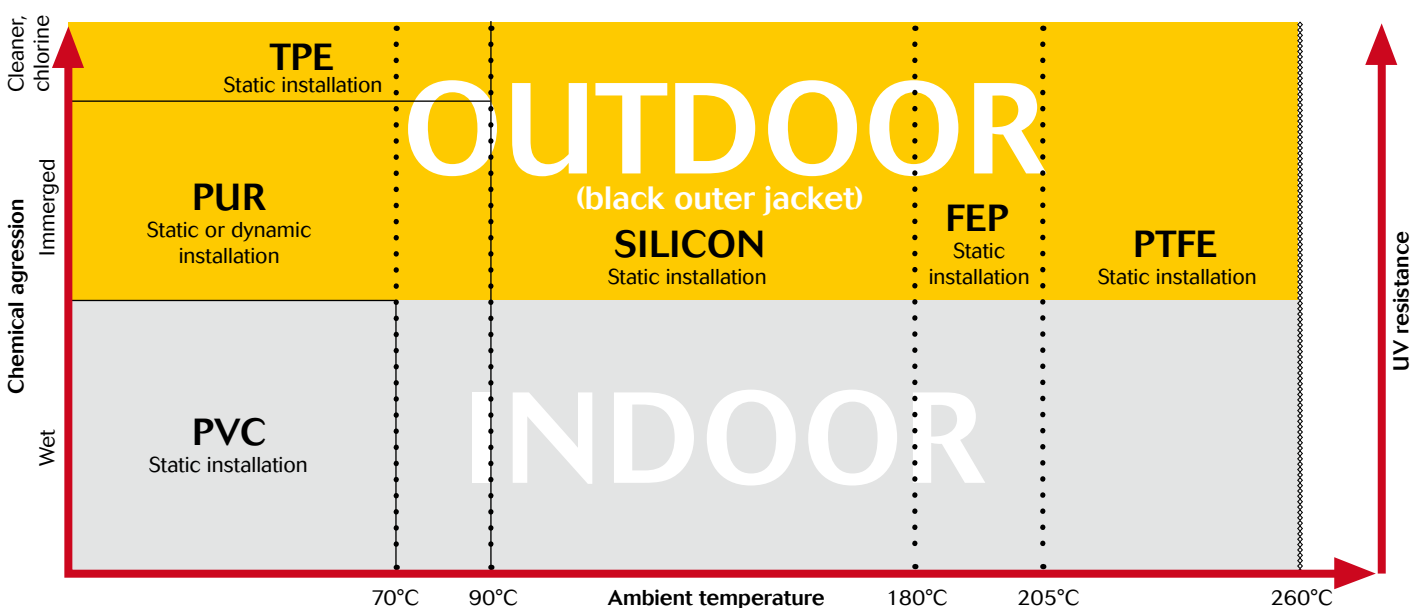 Cleaner,
chlorine
Immerged
Wet
Chemical agression
TPE
Static installation
OUTDOOR
(black outer jacket)
PUR
Static or dynamic
installation
SILICON
Static installation
FEP
Static
installation
PTFE
Static installation
PVC
Static installation
INDOOR
UV resistance
70°C
90°C
Ambient temperature
180°C
205°C
260°C